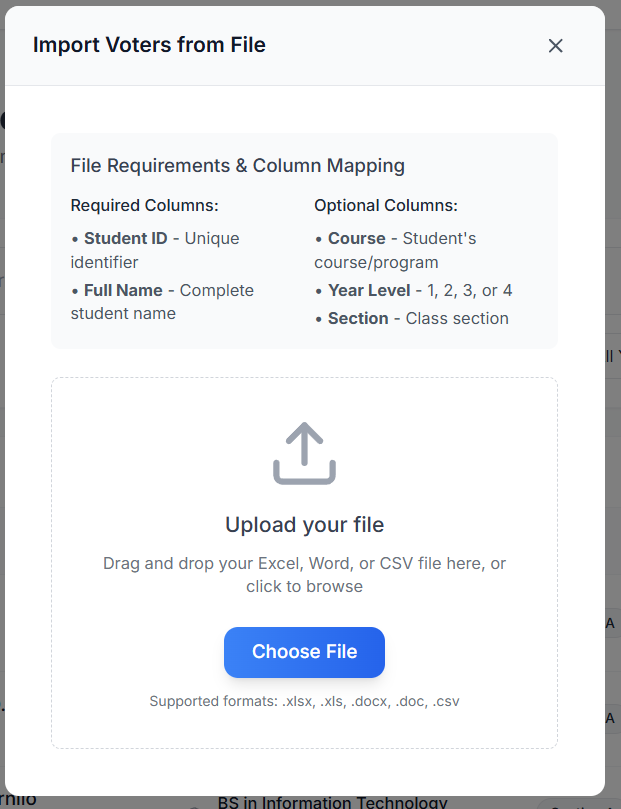 Import Voters from File
File Requirements & Column Mapping
Required Columns:
• Student ID - Unique
identifier
• Full Name - Complete
student name
Optional Columns:
• Course - Student's
course/program
• Year Level - 1, 2, 3, or 4
• Section - Class section
Upload your file
Drag and drop your Excel, Word, or CSV file here, or
click to browse
Choose File
Supported formats: .xlsx, .xls, .docx, .doc, .csv
BS in Information Technology